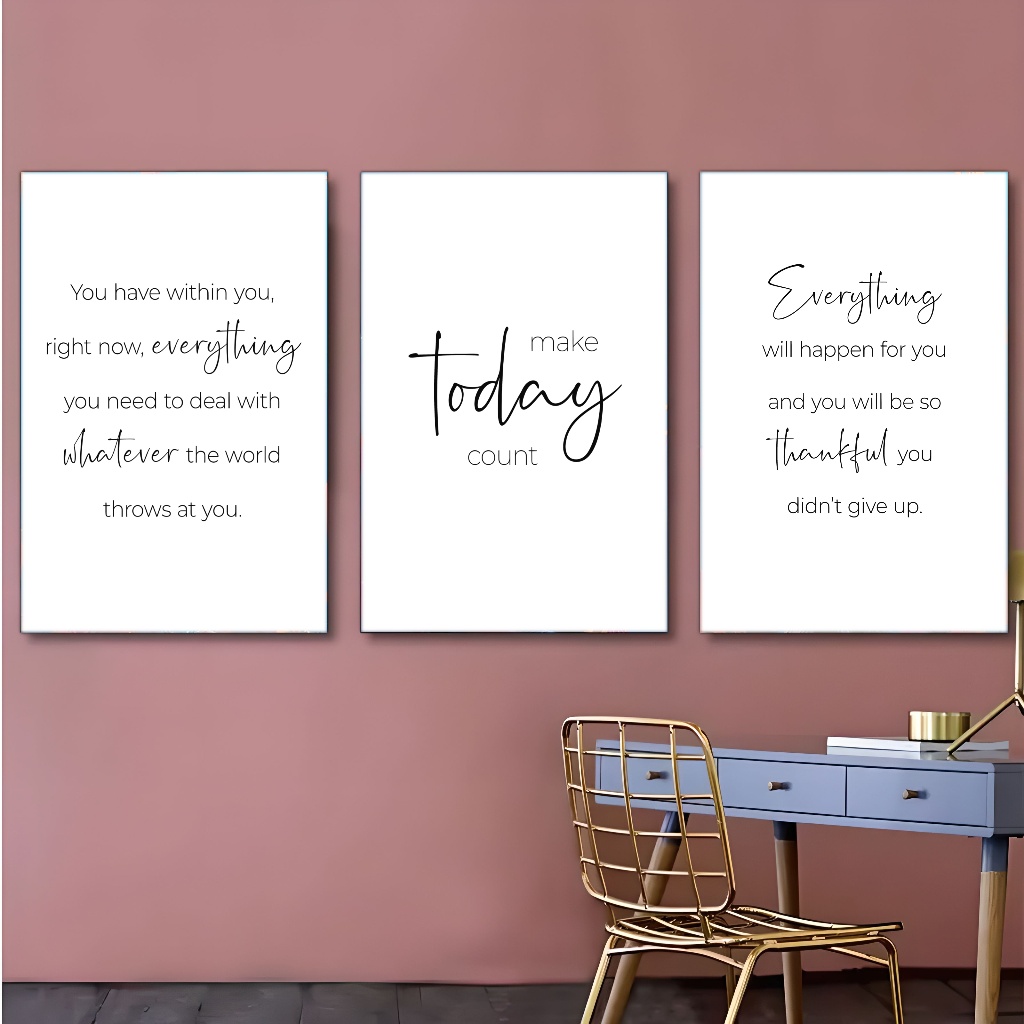 You have within you,
right now, everything
you need to deal with
whatever the world
throws at you.
make
today
count
Everything
will happen for you
and you will be so
thankful you
didn't give up.